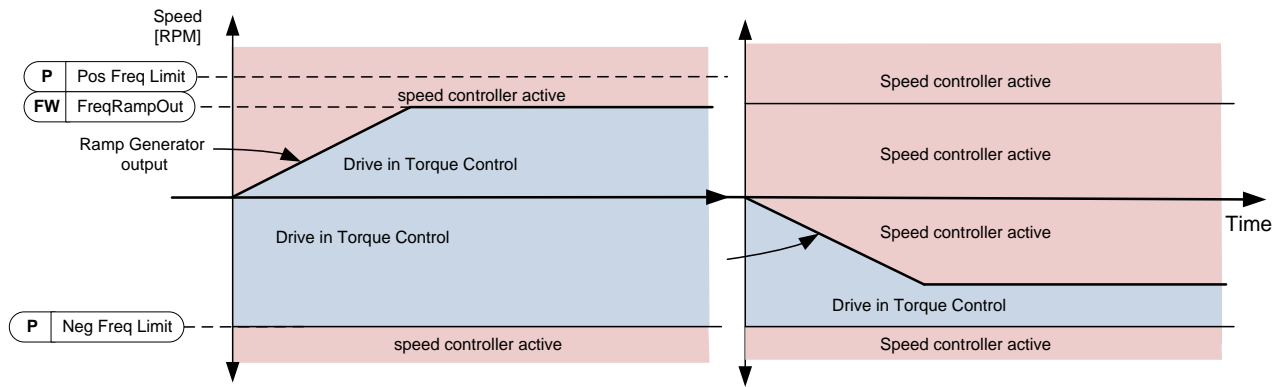 Speed
[RPM]
P Pos Freq Limit
FW FreqRampOut
speed controller active
Ramp Generator
output
Drive in Torque Control
Drive in Torque Control
P Neg Freq Limit
speed controller active
Speed controller active
Speed controller active
Speed controller active
Time
Drive in Torque Control
Speed controller active